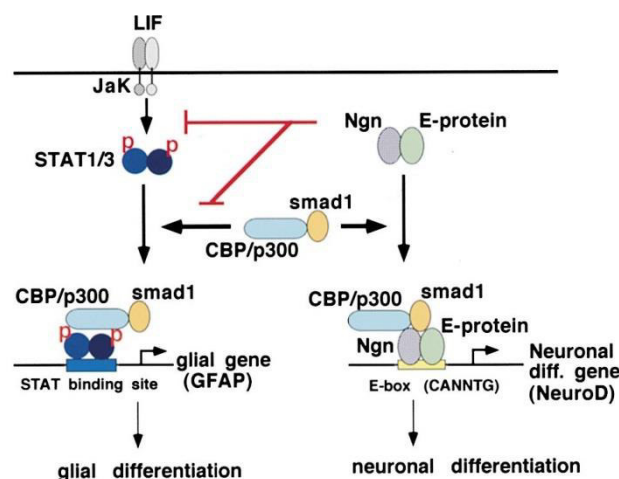 LIF
JaK
p p
STAT1/3
Ngn E-protein
smad1
CBP/p300
CBP/p300 smad1
p p
glial gene
(GFAP)
STAT binding site
glial differentiation
CBP/p300 smad1
E-protein
Ngn
Neuronal
diff. gene
(NeuroD)
E-box (CANNTG)
neuronal differentiation